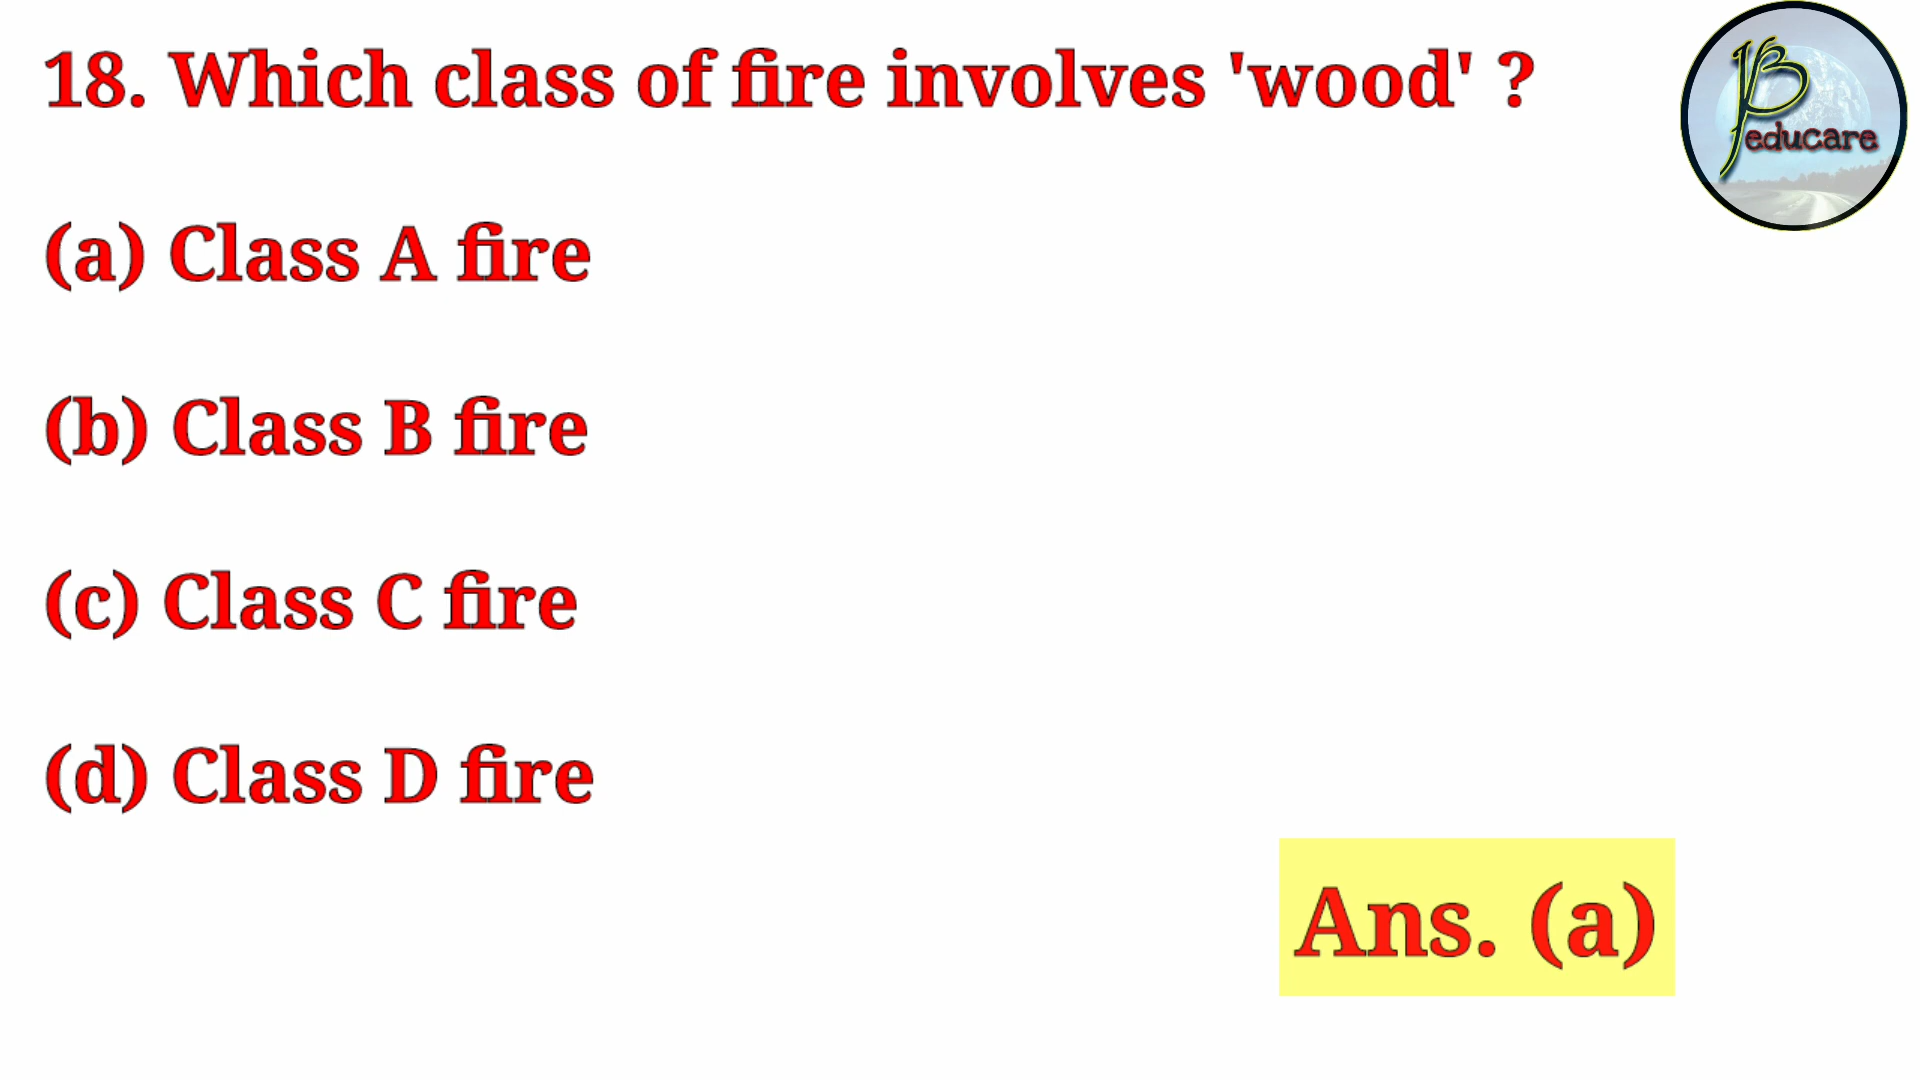 18. Which class of fire involves 'wood' ?
(a) Class A fire
(b) Class B fire
(c) Class C fire
(d) Class D fire
Ans. (a)
educare